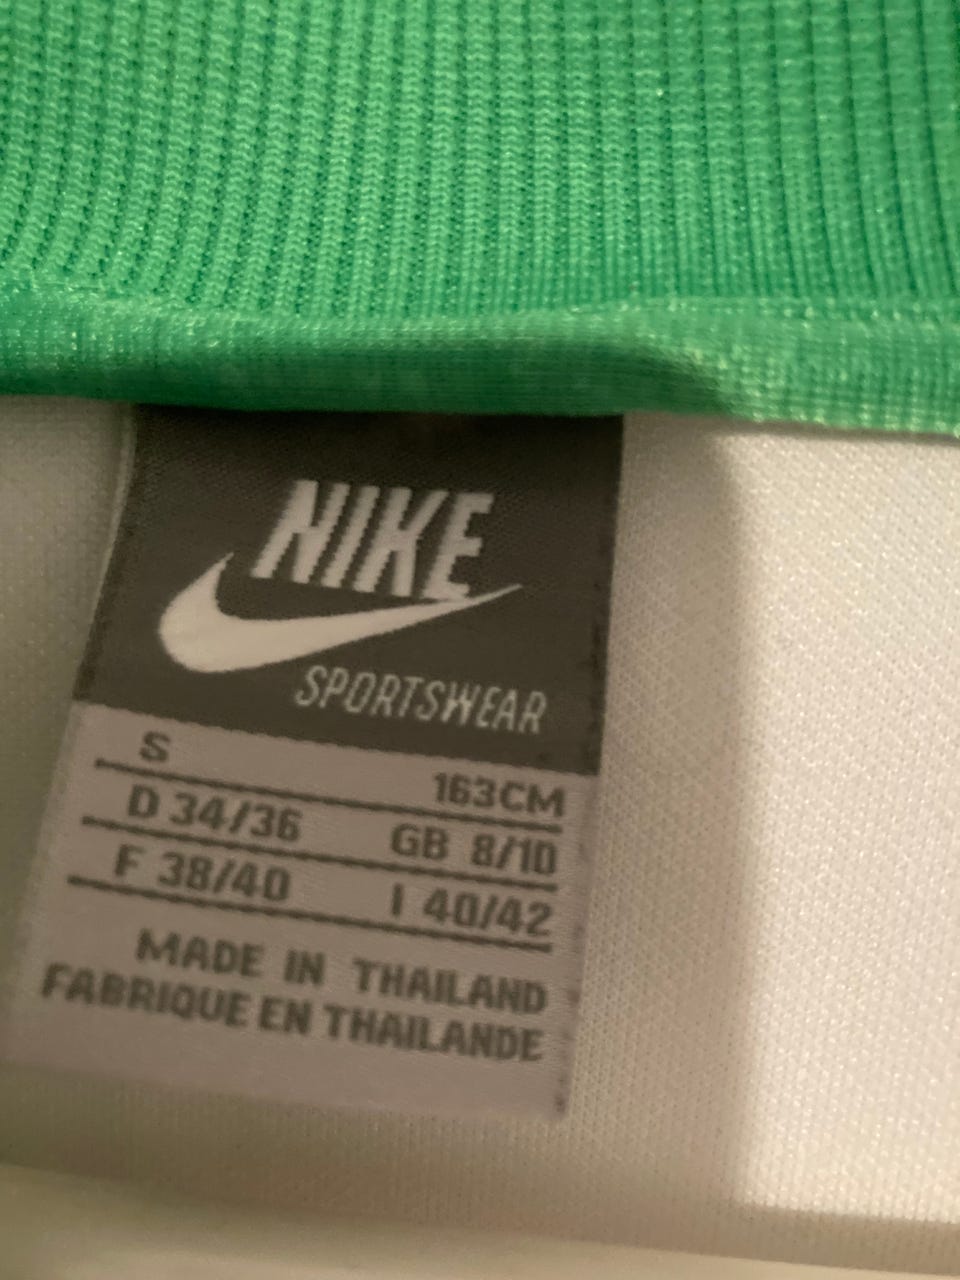 NIKE
SPORTSWEAR
S 163CM
D 34/36 GB 8/10
F 38/40 I 40/42
MADE IN THAILAND
FABRIQUE EN THAILANDE